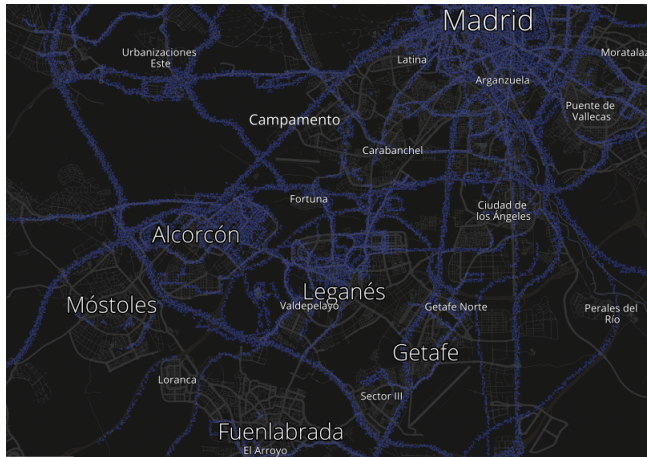 Madrid
Urbanizaciones
Este
Latina
Moratalaz
Arganzuela
Puente de
Vallecas
Campamento
Carabanchel
Fortuna
Ciudad de
los Ángeles
Alcorcón
Leganés
Móstoles
Valdepelayo
Getafe Norte
Perales del
Río
Getafe
Loranca
Sector III
Fuenlabrada
El Arroyo